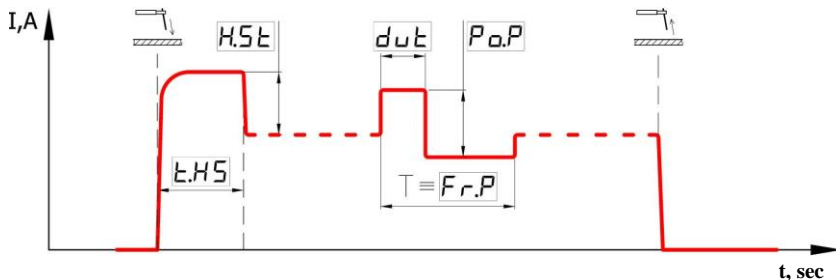 I,A
H.St
dut
Po.P
t.HS
T ≡ Fr.P
t, sec